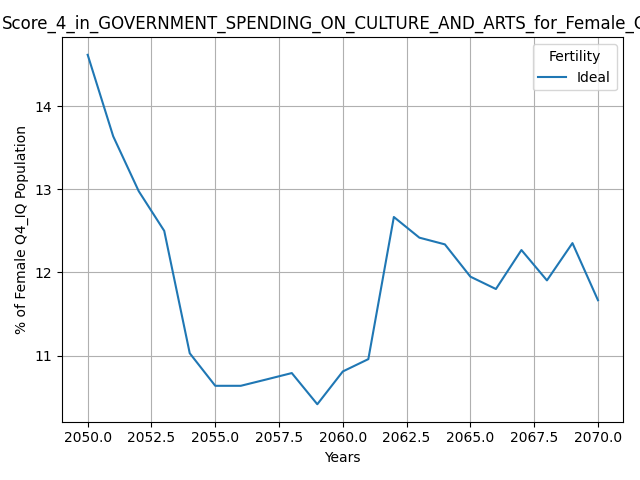 Score_4_in_GOVERNMENT_SPENDING_ON_CULTURE_AND_ARTS_for_Female_
Fertility
Ideal
% of Female Q4_IQ Population
14
13
12
11
2050.0 2052.5 2055.0 2057.5 2060.0 2062.5 2065.0 2067.5 2070.0
Years